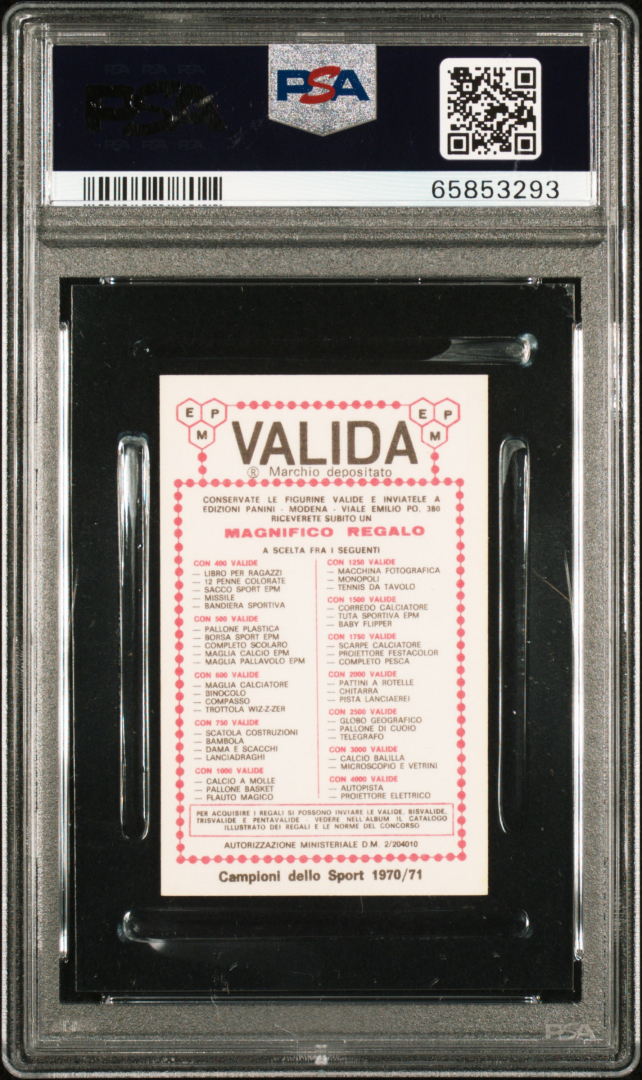 PSA
PSA
65853293
E P M
E P M
VALIDA
® Marchio depositato
CONSERVATE LE FIGURINE VALIDE E INVIATELE A
EDIZIONI PANINI - MODENA - VIALE EMILIO PO. 380
RICEVERETE SUBITO UN
MAGNIFICO REGALO
A SCELTA FRA I SEGUENTI
CON 400 VALIDE
— LIBRO PER RAGAZZI
— 12 PENNE COLORATE
— SACCO SPORT EPM
— MISSILE
— BANDIERA SPORTIVA
CON 500 VALIDE
— PALLONE PLASTICA
— BORSA SPORT EPM
— COMPLETO SCOLARO
— MAGLIA CALCIO EPM
— MAGLIA PALLAVOLO EPM
CON 600 VALIDE
— MAGLIA CALCIATORE
— BINOCOLO
— COMPASSO
— TROTTOLA WIZ-Z-ZER
CON 750 VALIDE
— SCATOLA COSTRUZIONI
— BAMBOLA
— DAMA E SCACCHI
— LANCIADRAGHI
CON 1000 VALIDE
— CALCIO A MOLLE
— PALLONE BASKET
— FLAUTO MAGICO
CON 1250 VALIDE
— MACCHINA FOTOGRAFICA
— MONOPOLI
— TENNIS DA TAVOLO
CON 1500 VALIDE
— CORREDO CALCIATORE
— TUTA SPORTIVA EPM
— BABY FLIPPER
CON 1750 VALIDE
— SCARPE CALCIATORE
— PROIETTORE FESTACOLOR
— COMPLETO PESCA
CON 2000 VALIDE
— PATTINI A ROTELLE
— CHITARRA
— PISTA LANCIAEREI
CON 2500 VALIDE
— GLOBO GEOGRAFICO
— PALLONE DI CUOIO
— TELEGRAFO
CON 3000 VALIDE
— CALCIO BALILLA
— MICROSCOPIO E VETRINI
CON 4000 VALIDE
— AUTOPISTA
— PROIETTORE ELETTRICO
PER ACQUISIRE I REGALI SI POSSONO INVIARE LE VALIDE, BISVALIDE,
TRISVALIDE E PENTAVALIDE VEDERE NELL'ALBUM IL CATALOGO
ILLUSTRATO DEI REGALI E LE NORME DEL CONCORSO
AUTORIZZAZIONE MINISTERIALE D.M. 2/204010
Campioni dello Sport 1970/71
PSA